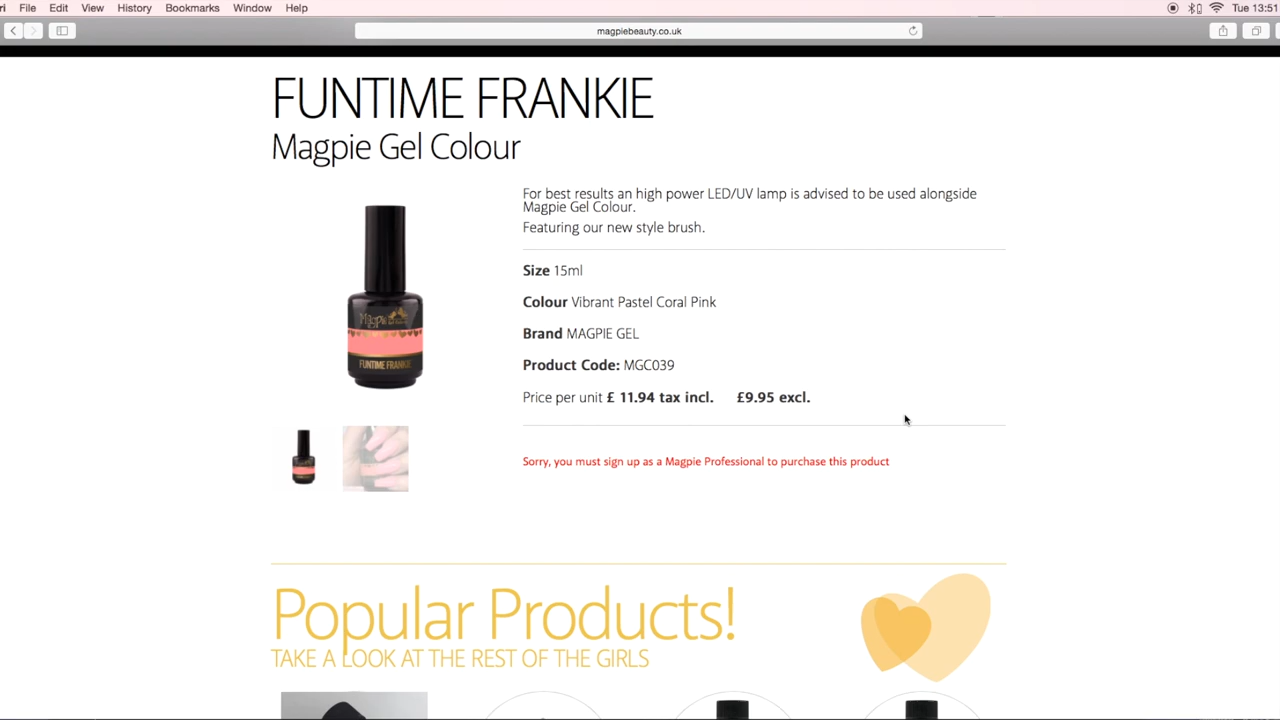 ri File Edit View History Bookmarks Window Help Tue 13:51
magpiebeauty.co.uk
FUNTIME FRANKIE
Magpie Gel Colour
For best results an high power LED/UV lamp is advised to be used alongside
Magpie Gel Colour.
Featuring our new style brush.
Size 15ml
Colour Vibrant Pastel Coral Pink
Brand MAGPIE GEL
Product Code: MGC039
Price per unit £ 11.94 tax incl. £9.95 excl.
Sorry, you must sign up as a Magpie Professional to purchase this product
Magpie
FUNTIME FRANKIE
Popular Products!
TAKE A LOOK AT THE REST OF THE GIRLS